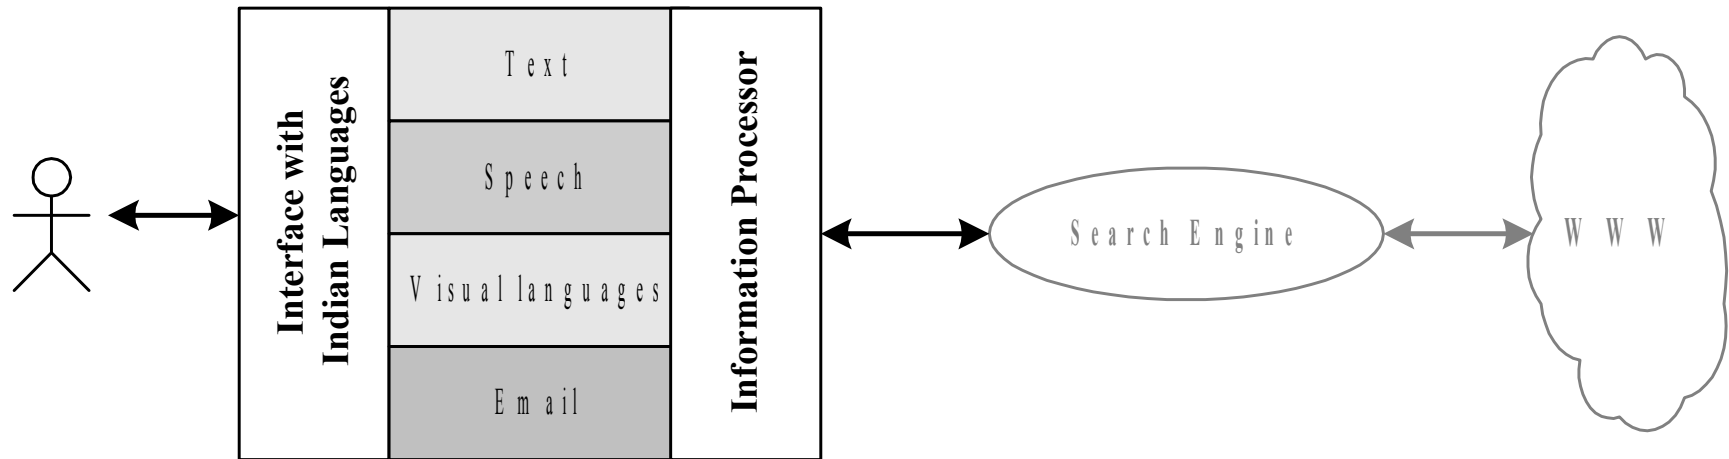 Interface with
Indian Languages
Text
Speech
Visual languages
Email
Information Processor
Search Engine
WWW